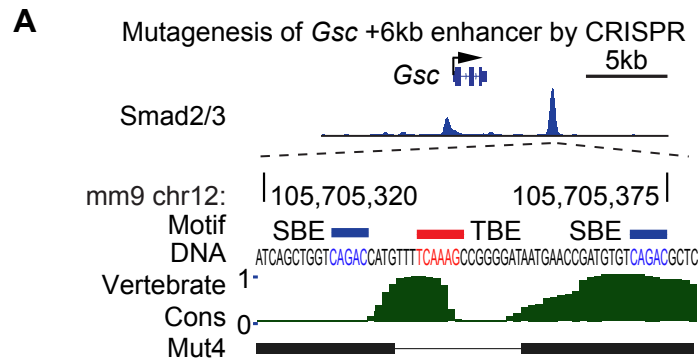 A
Mutagenesis of Gsc +6kb enhancer by CRISPR
5kb
Gsc
Smad2/3
mm9 chr12: 105,705,320 105,705,375
Motif SBE TBE SBE
DNA ATCAGCTGGTCAGACCATGTTTTCAAAGCCGGGGATAATGAACCGATGTGTCAGACGCTC
Vertebrate 1
Cons 0
Mut4